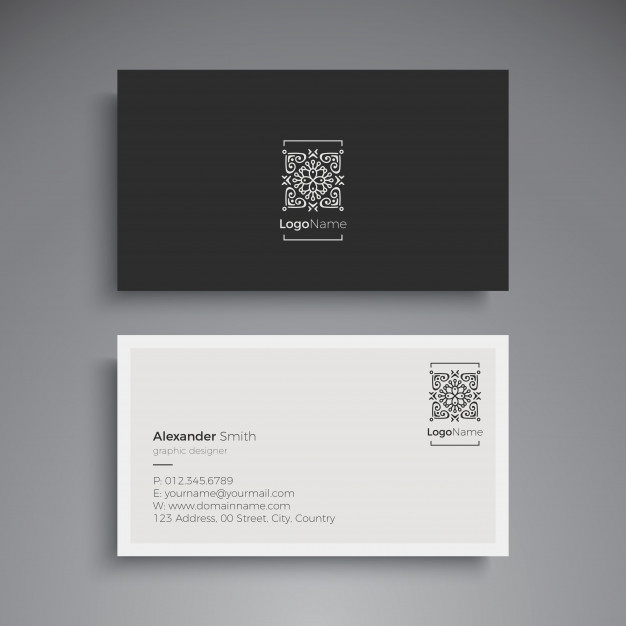 LogoName
LogoName
Alexander Smith
graphic designer
P: 012.345.6789
E: yourname@yourmail.com
W: www.domainname.com
123 Address, 00 Street, City, Country